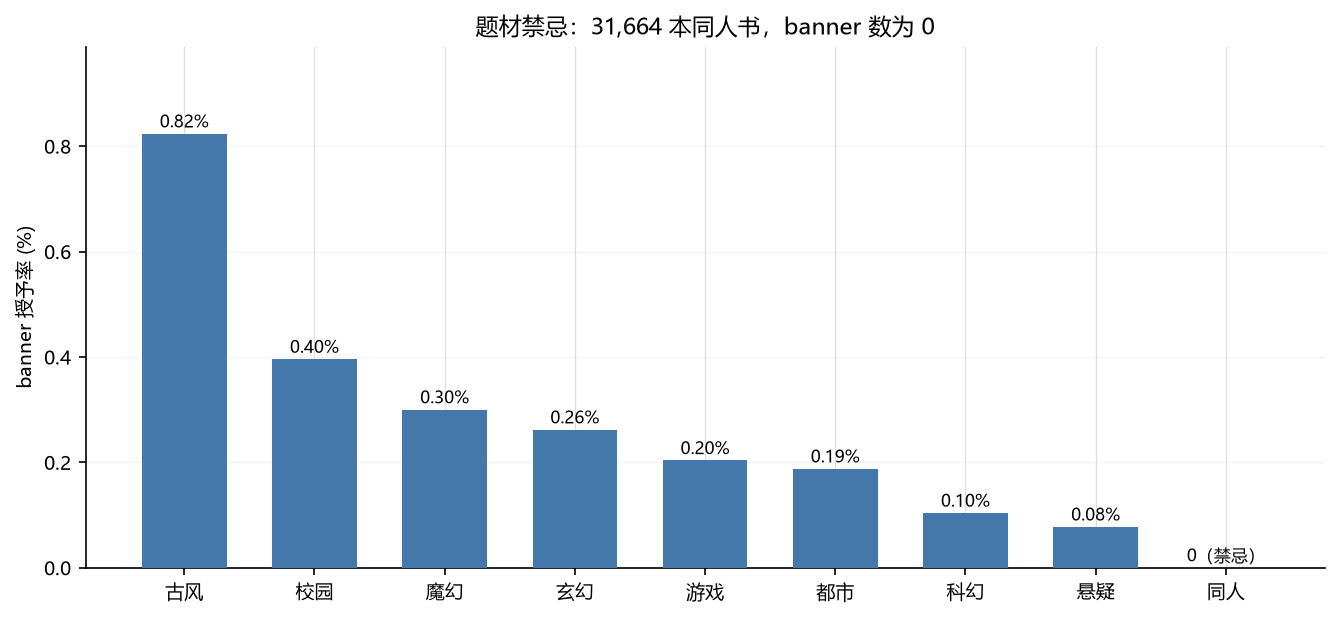 题材禁忌：31,664 本同人书，banner 数为 0
banner 授予率 (%)
0.8
0.6
0.4
0.2
0.0
0.82%
0.40%
0.30%
0.26%
0.20%
0.19%
0.10%
0.08%
0（禁忌）
古风
校园
魔幻
玄幻
游戏
都市
科幻
悬疑
同人